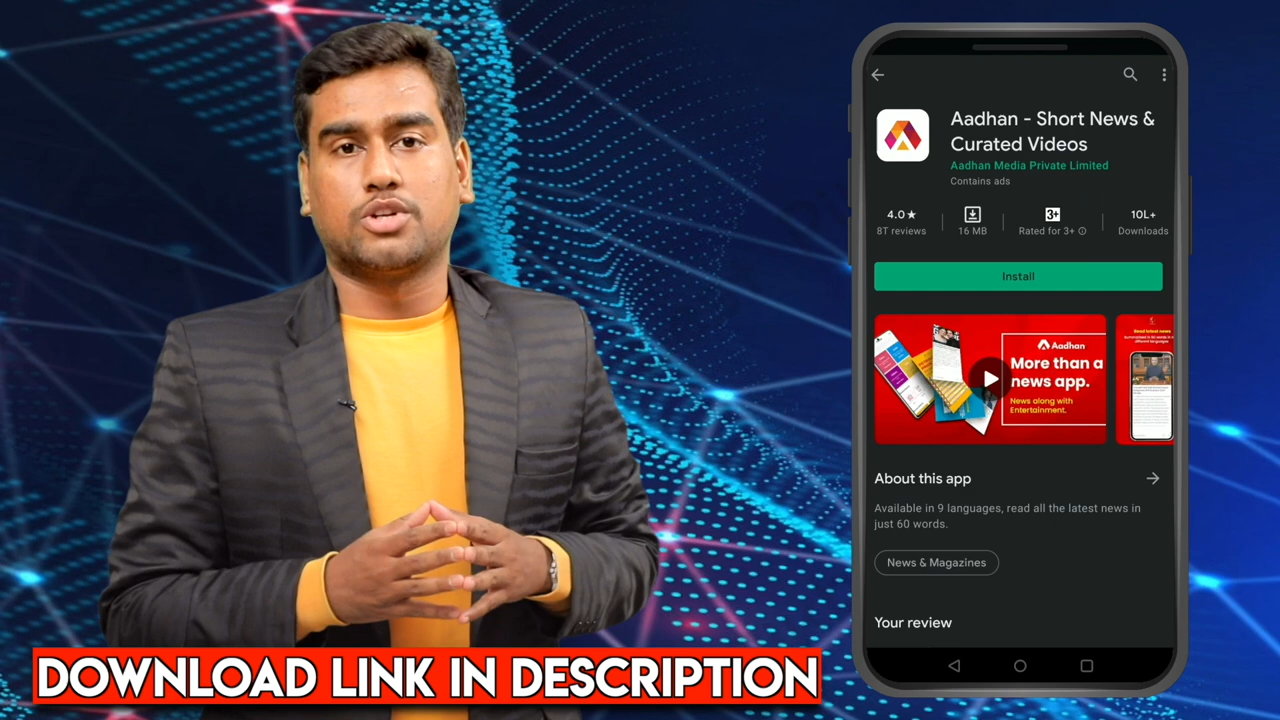 Aadhan - Short News &
Curated Videos
Aadhan Media Private Limited
Contains ads
4.0★
8T reviews
16 MB
3+
Rated for 3+
10L+
Downloads
Install
Aadhan
More than a
news app.
News along with
Entertainment.
Read latest news
About this app
Available in 9 languages, read all the latest news in
just 60 words.
News & Magazines
Your review
DOWNLOAD LINK IN DESCRIPTION